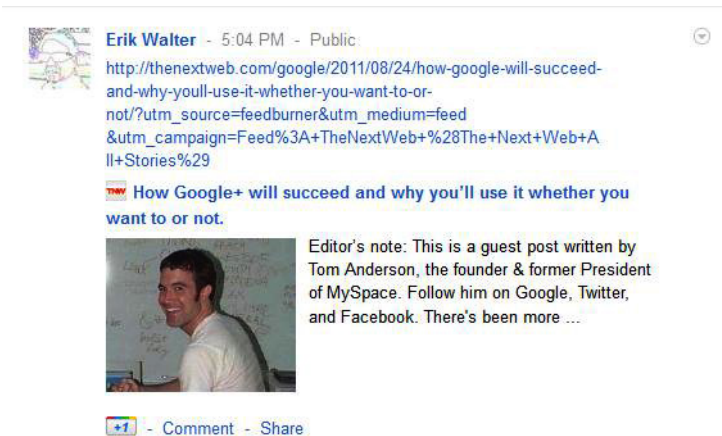 Erik Walter - 5:04 PM - Public
http://thenextweb.com/google/2011/08/24/how-google-will-succeed-
and-why-youll-use-it-whether-you-want-to-or-
not/?utm_source=feedburner&utm_medium=feed
&utm_campaign=Feed%3A+TheNextWeb+%28The+Next+Web+A
ll+Stories%29
TNW How Google+ will succeed and why you'll use it whether you
want to or not.
Editor's note: This is a guest post written by
Tom Anderson, the founder & former President
of MySpace. Follow him on Google, Twitter,
and Facebook. There's been more ...
+1 - Comment - Share